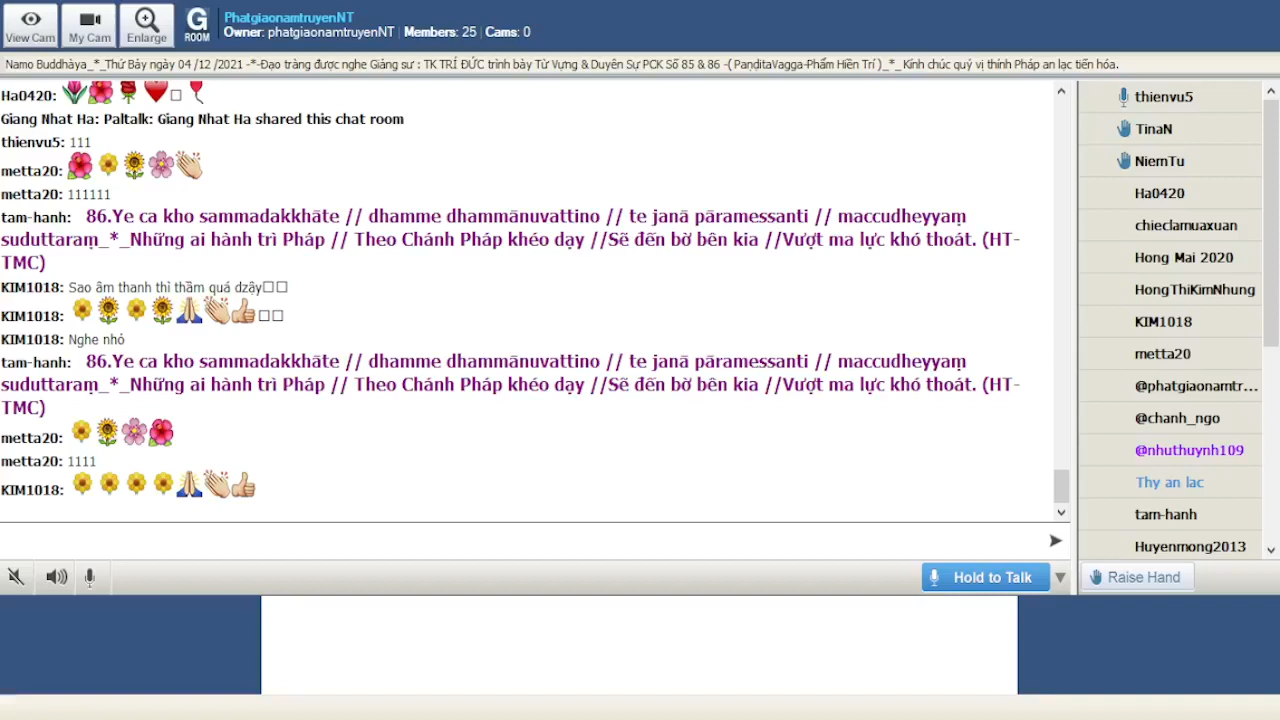 View Cam
My Cam
Enlarge
G
ROOM
PhatgiaonamtruyenNT
Owner: phatgiaonamtruyenNT | Members: 25 | Cams: 0
Namo Buddhàya_*_Thứ Bảy ngày 04 /12 /2021 -*-Đạo tràng được nghe Giảng sư : TK TRÍ ĐỨC trình bày Từ Vựng & Duyên Sự PCK Số 85 & 86 -( PaṇḍitaVagga-Phẩm Hiền Trí )_*_ Kính chúc quý vị thính Pháp an lạc tiến hóa.
Ha0420:
Giang Nhat Ha: Paltalk: Giang Nhat Ha shared this chat room
thienvu5: 111
metta20:
metta20: 111111
tam-hanh: 86.Ye ca kho sammadakkhāte // dhamme dhammānuvattino // te janā pāramessanti // maccudheyyaṃ
suduttaraṃ_*_Những ai hành trì Pháp // Theo Chánh Pháp khéo dạy //Sẽ đến bờ bên kia //Vượt ma lực khó thoát. (HT-
TMC)
KIM1018: Sao âm thanh thì thầm quá dzậy
KIM1018:
KIM1018: Nghe nhỏ
tam-hanh: 86.Ye ca kho sammadakkhāte // dhamme dhammānuvattino // te janā pāramessanti // maccudheyyaṃ
suduttaraṃ_*_Những ai hành trì Pháp // Theo Chánh Pháp khéo dạy //Sẽ đến bờ bên kia //Vượt ma lực khó thoát. (HT-
TMC)
metta20:
metta20: 1111
KIM1018:
Hold to Talk
thienvu5
TinaN
NiemTu
Ha0420
chieclamuaxuan
Hong Mai 2020
HongThiKimNhung
KIM1018
metta20
@phatgiaonamtr...
@chanh_ngo
@nhuthuynh109
Thy an lac
tam-hanh
Huyenmong2013
Raise Hand